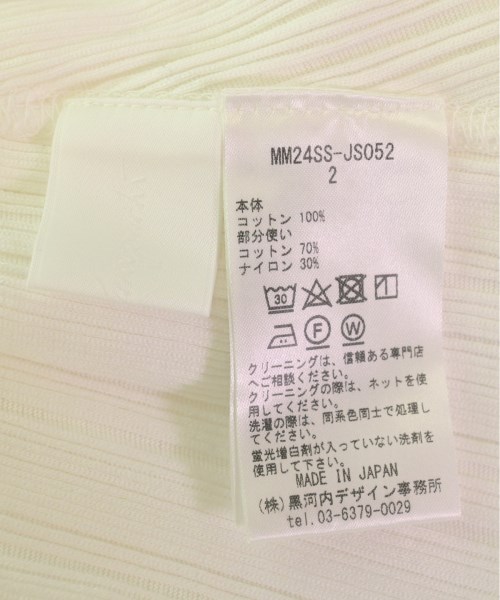 MM24SS-JS052
2
本体
コットン 100%
部分使い
コットン 70%
ナイロン 30%
30
F
W
クリーニングは、信頼ある専門店
へご相談ください。
クリーニングの際は、ネットを使
用してください。
洗濯の際は、同系色同士で処理し
てください。
蛍光増白剤が入っていない洗剤を
使用して下さい。
MADE IN JAPAN
(株)黒河内デザイン事務所
tel.03-6379-0029